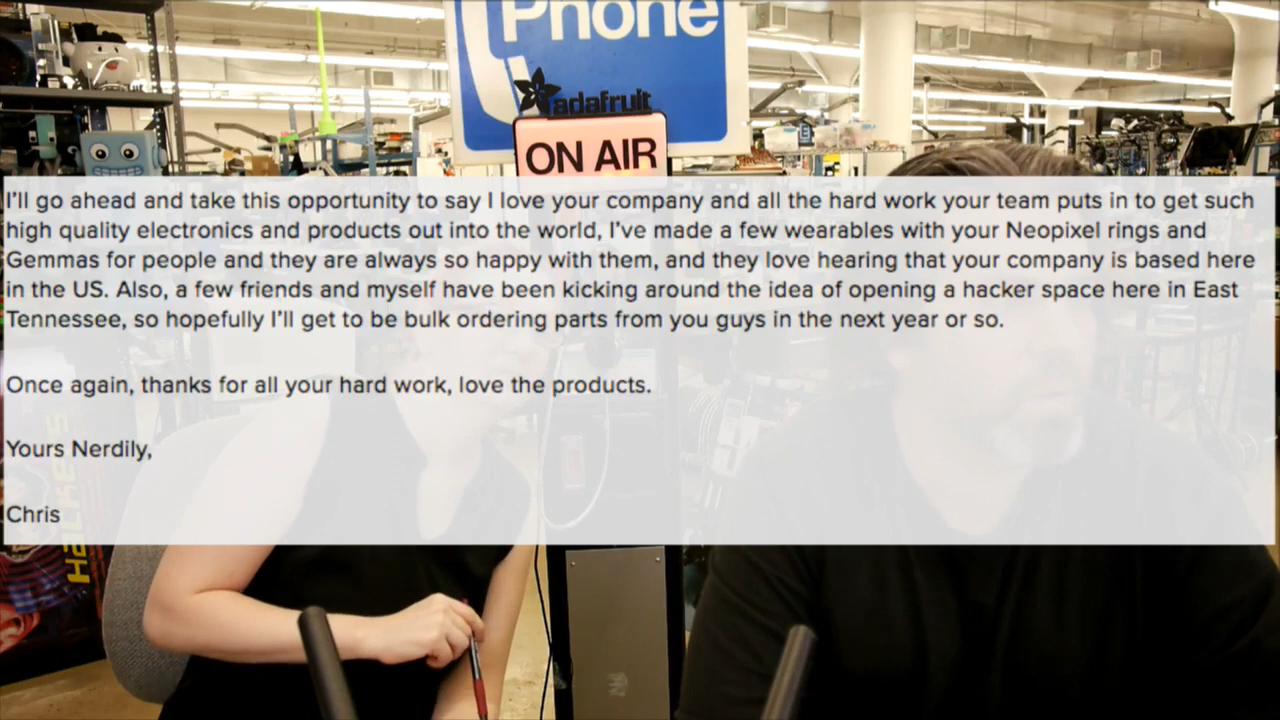 Phone
adafruit
ON AIR
I'll go ahead and take this opportunity to say I love your company and all the hard work your team puts in to get such
high quality electronics and products out into the world, I've made a few wearables with your Neopixel rings and
Gemmas for people and they are always so happy with them, and they love hearing that your company is based here
in the US. Also, a few friends and myself have been kicking around the idea of opening a hacker space here in East
Tennessee, so hopefully I'll get to be bulk ordering parts from you guys in the next year or so.
Once again, thanks for all your hard work, love the products.
Yours Nerdily,
Chris
HACKERS